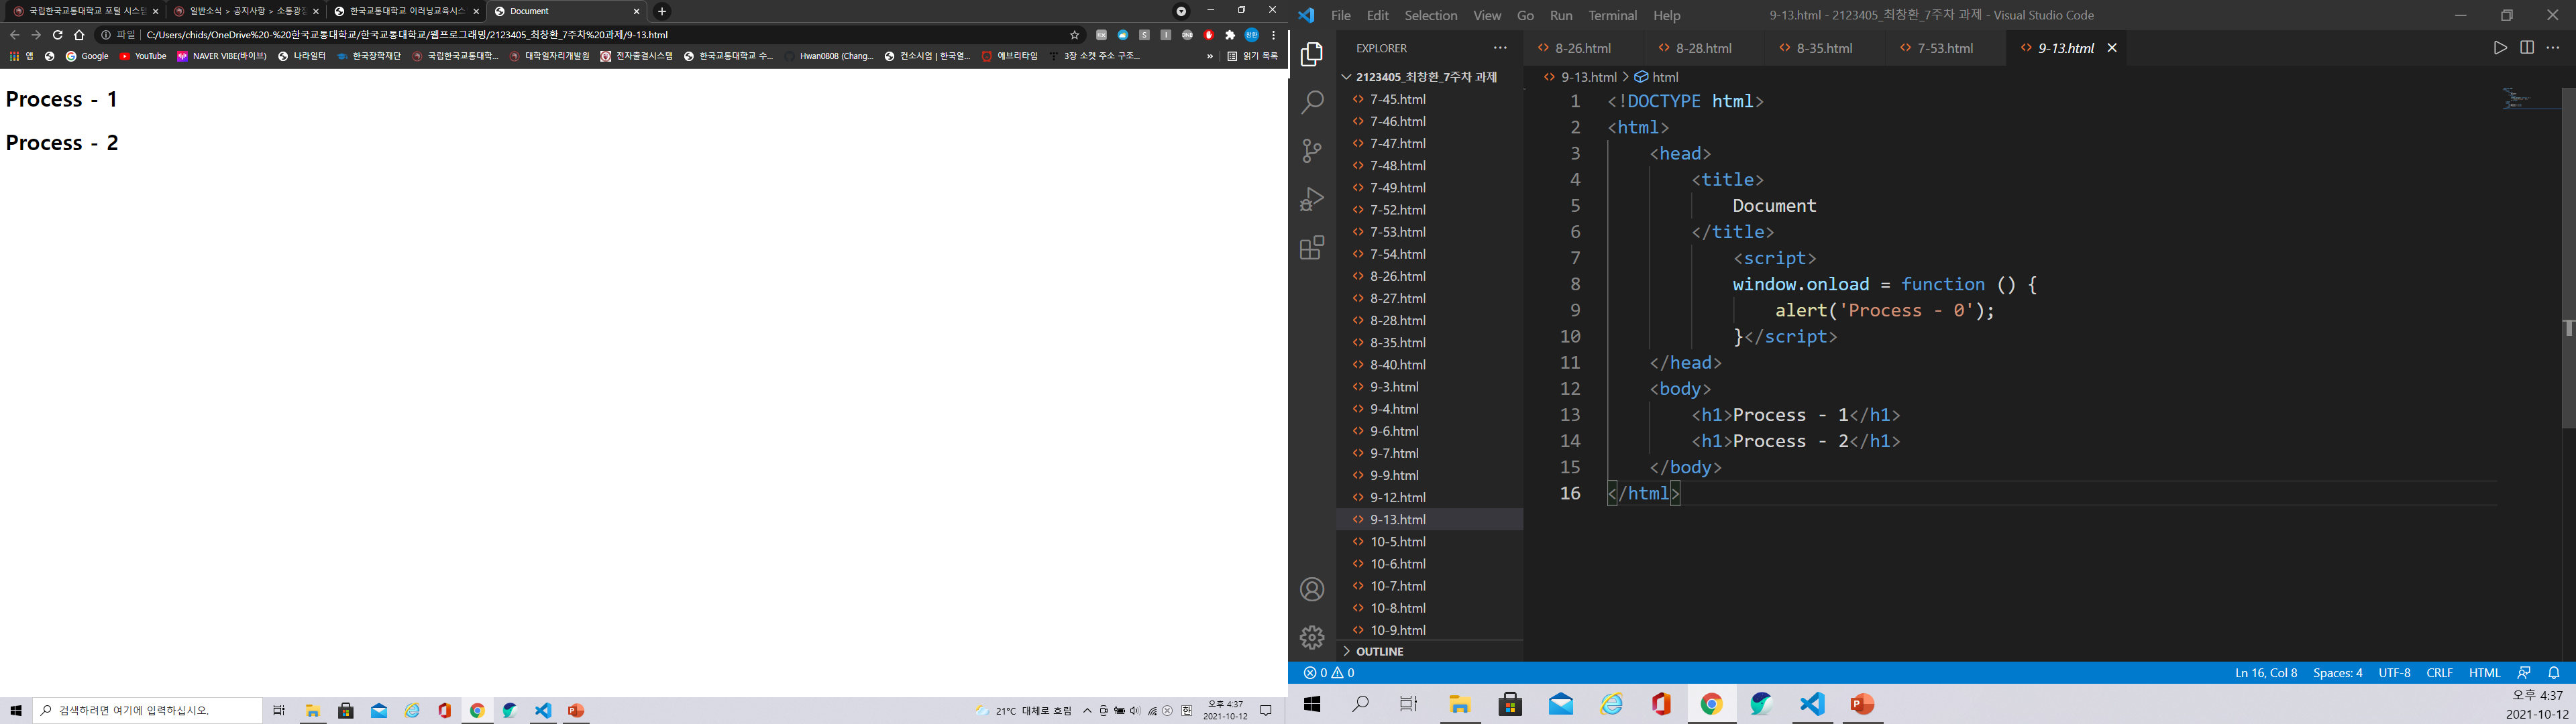 국립한국교통대학교 포털 시스템
일반소식 > 공지사항 > 소통광장
한국교통대학교 이러닝교육시스
Document
파일
C:/Users/chids/OneDrive%20-%20한국교통대학교/한국교통대학교/웹프로그래밍/2123405_최창환_7주차%20과제/9-13.html
앱
Google
YouTube
NAVER VIBE(바이브)
나라일터
한국장학재단
국립한국교통대학...
대학일자리개발원
전자출결시스템
한국교통대학교 수...
Hwan0808 (Chang...
컨소시엄 | 한국열...
에브리타임
3장 소켓 주소 구조...
»
읽기 목록
Process - 1
Process - 2
검색하려면 여기에 입력하십시오.
21°C 대체로 흐림
오후 4:37
2021-10-12
File Edit Selection View Go Run Terminal Help
9-13.html - 2123405_최창환_7주차 과제 - Visual Studio Code
EXPLORER
2123405_최창환_7주차 과제
7-45.html
7-46.html
7-47.html
7-48.html
7-49.html
7-52.html
7-53.html
7-54.html
8-26.html
8-27.html
8-28.html
8-35.html
8-40.html
9-3.html
9-4.html
9-6.html
9-7.html
9-9.html
9-12.html
9-13.html
10-5.html
10-6.html
10-7.html
10-8.html
10-9.html
OUTLINE
8-26.html 8-28.html 8-35.html 7-53.html 9-13.html
9-13.html > html
1 <!DOCTYPE html>
2 <html>
3 <head>
4 <title>
5 Document
6 </title>
7 <script>
8 window.onload = function () {
9 alert('Process - 0');
10 }</script>
11 </head>
12 <body>
13 <h1>Process - 1</h1>
14 <h1>Process - 2</h1>
15 </body>
16 </html>
0 0
Ln 16, Col 8 Spaces: 4 UTF-8 CRLF HTML
오후 4:37
2021-10-12